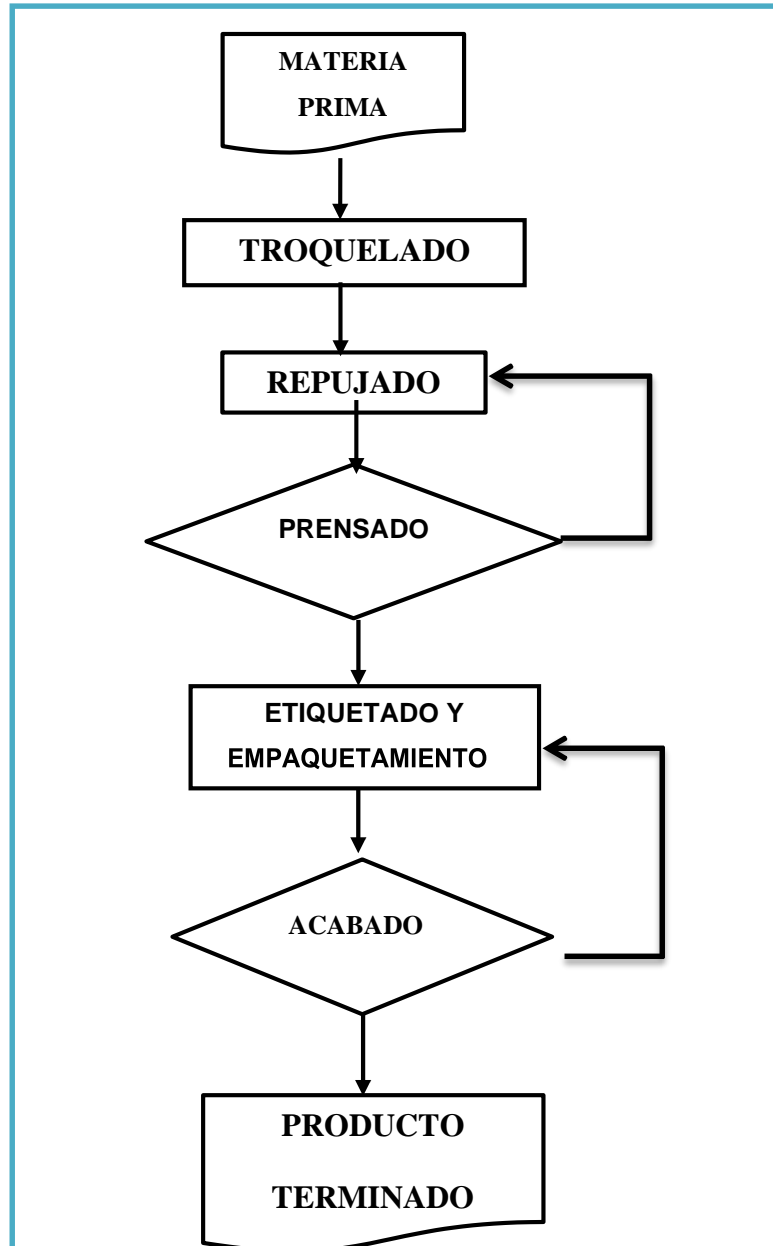 MATERIA
PRIMA
TROQUELADO
REPUJADO
PRENSADO
ETIQUETADO Y
EMPAQUETAMIENTO
ACABADO
PRODUCTO
TERMINADO